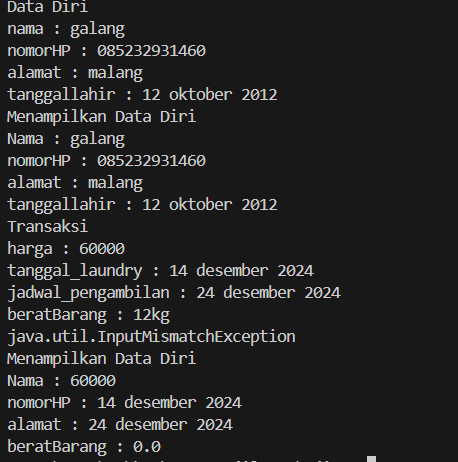 Data Diri
nama : galang
nomorHP : 085232931460
alamat : malang
tanggallahir : 12 oktober 2012
Menampilkan Data Diri
Nama : galang
nomorHP : 085232931460
alamat : malang
tanggallahir : 12 oktober 2012
Transaksi
harga : 60000
tanggal_laundry : 14 desember 2024
jadwal_pengambilan : 24 desember 2024
beratBarang : 12kg
java.util.InputMismatchException
Menampilkan Data Diri
Nama : 60000
nomorHP : 14 desember 2024
alamat : 24 desember 2024
beratBarang : 0.0